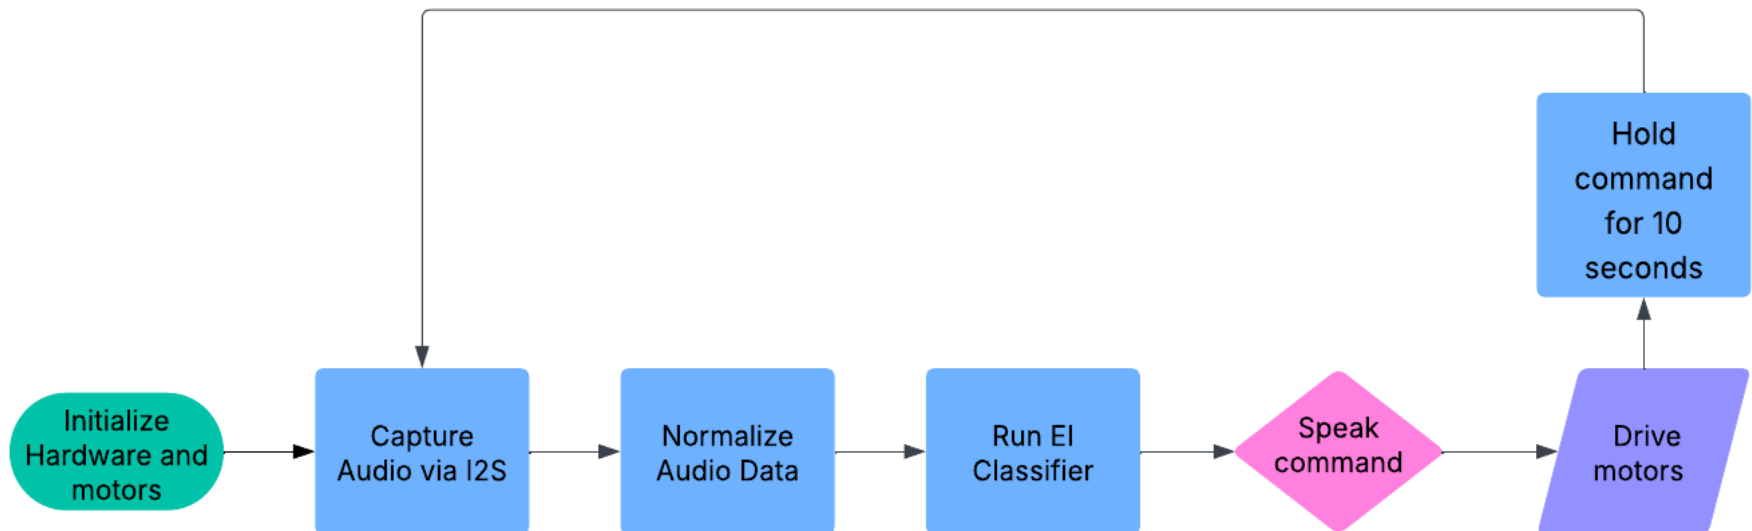 Initialize
Hardware and
motors
Capture
Audio via I2S
Normalize
Audio Data
Run EI
Classifier
Speak
command
Drive
motors
Hold
command
for 10
seconds